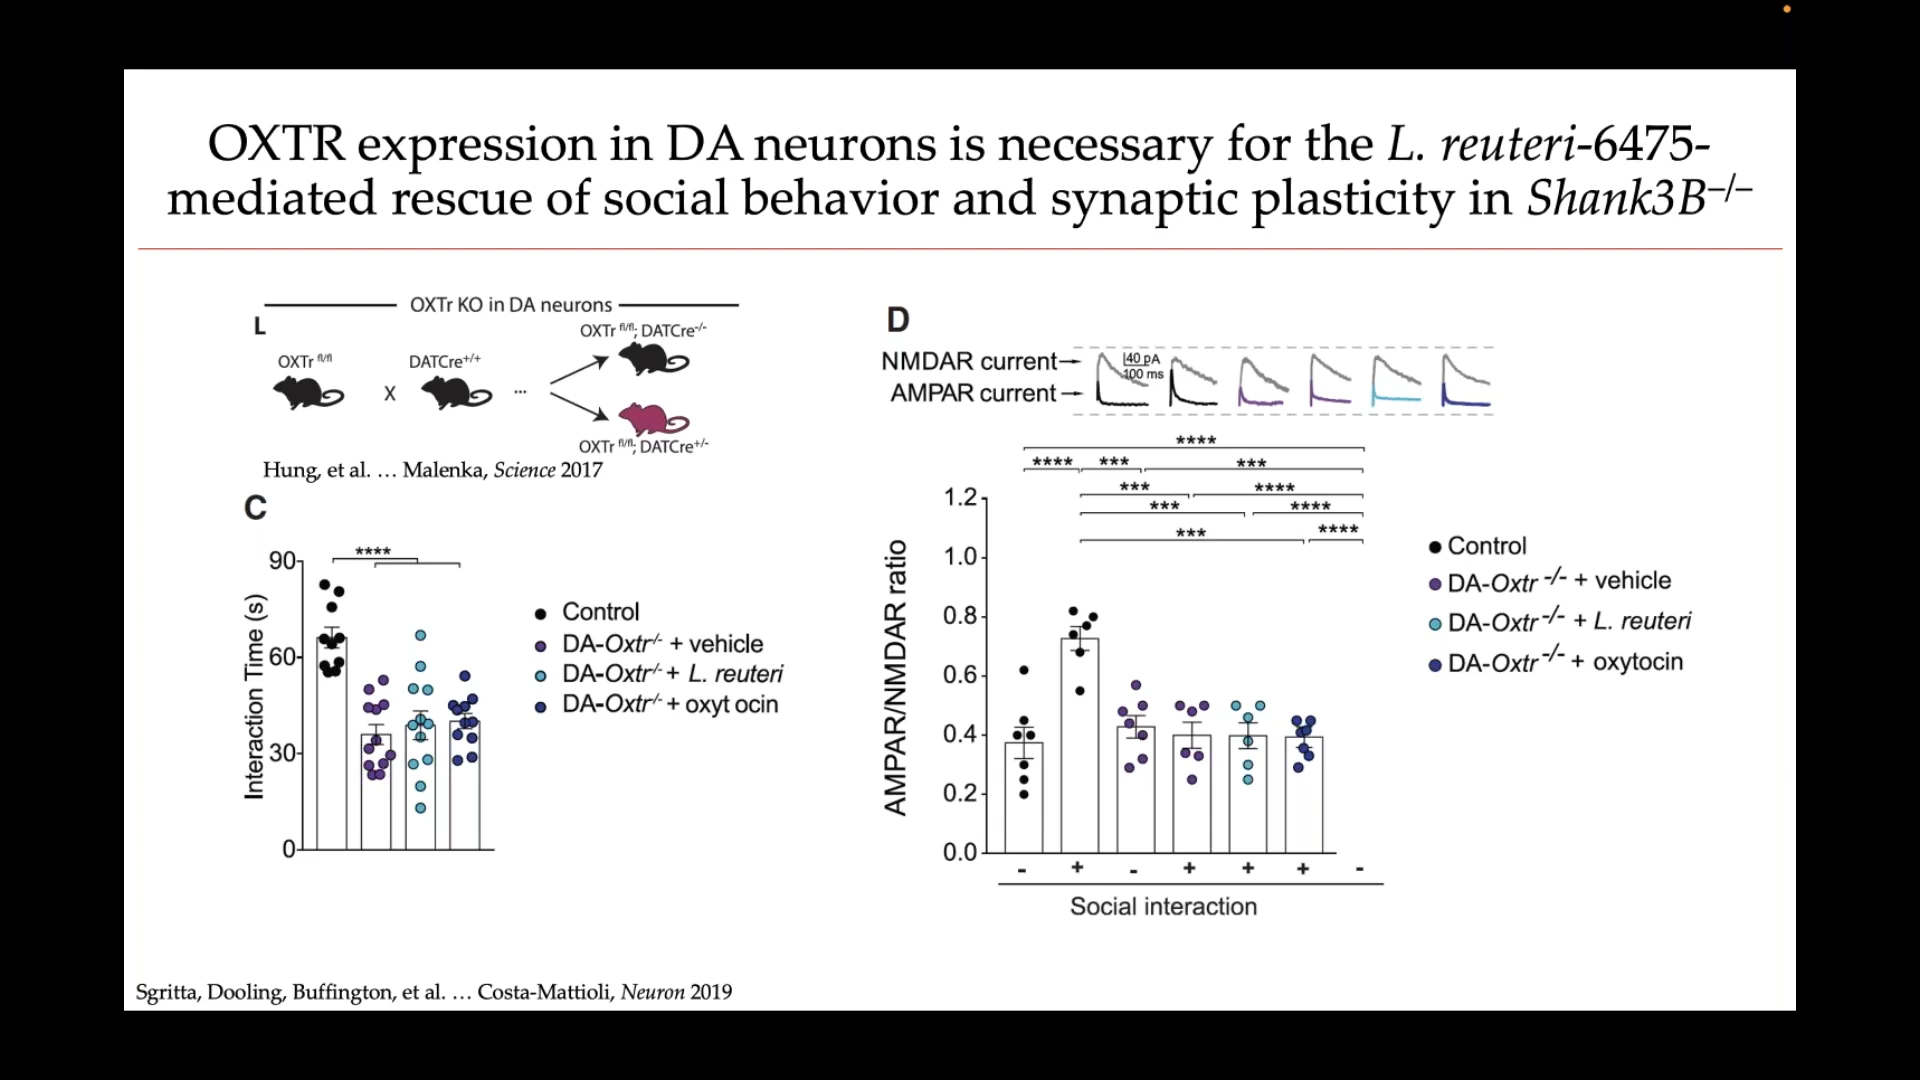 OXTR expression in DA neurons is necessary for the L. reuteri-6475-
mediated rescue of social behavior and synaptic plasticity in Shank3B–/–
OXTr KO in DA neurons
L
OXTr fl/fl
DATCre+/+
X
...
OXTr fl/fl; DATCre-/-
OXTr fl/fl; DATCre+/-
Hung, et al. … Malenka, Science 2017
C
****
90
60
30
0
Interaction Time (s)
Control
DA-Oxtr-/- + vehicle
DA-Oxtr-/- + L. reuteri
DA-Oxtr-/- + oxyt ocin
D
NMDAR current
AMPAR current
40 pA
100 ms
****
**** *** ***
*** ****
*** ****
*** ****
1.2
1.0
0.8
0.6
0.4
0.2
0.0
AMPAR/NMDAR ratio
- + - + + + -
Social interaction
Control
DA-Oxtr -/- + vehicle
DA-Oxtr -/- + L. reuteri
DA-Oxtr -/- + oxytocin
Sgritta, Dooling, Buffington, et al. … Costa-Mattioli, Neuron 2019